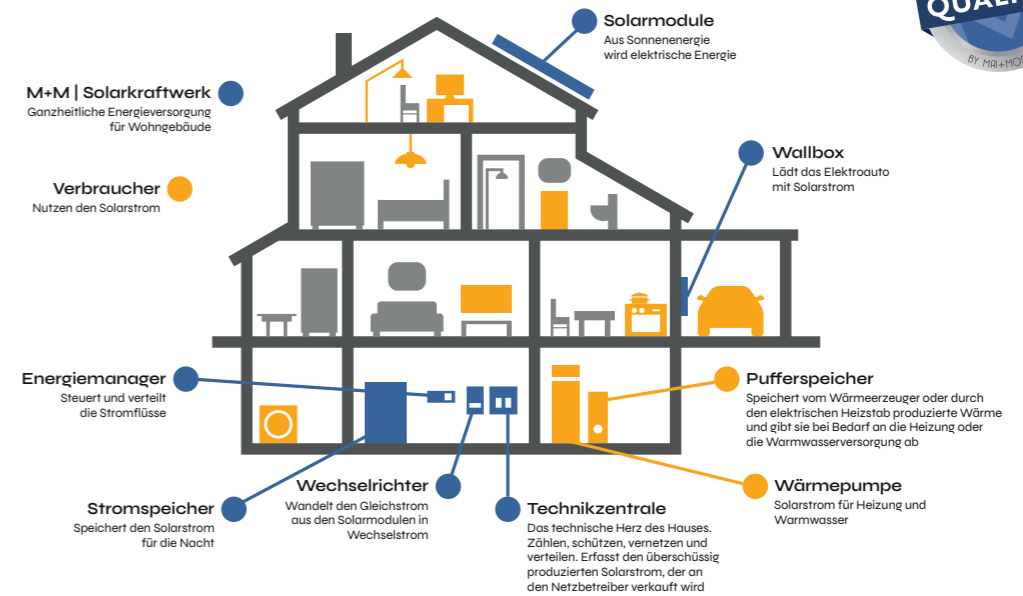 Solarmodule
Aus Sonnenenergie
wird elektrische Energie
BY MAI+MOS
M+M | Solarkraftwerk
Ganzheitliche Energieversorgung
für Wohngebäude
Wallbox
Lädt das Elektroauto
mit Solarstrom
Verbraucher
Nutzen den Solarstrom
Energiemanager
Steuert und verteilt
die Stromflüsse
Pufferspeicher
Speichert vom Wärmeerzeuger oder durch
den elektrischen Heizstab produzierte Wärme
und gibt sie bei Bedarf an die Heizung oder
die Warmwasserversorgung ab
Stromspeicher
Speichert den Solarstrom
für die Nacht
Wechselrichter
Wandelt den Gleichstrom
aus den Solarmodulen in
Wechselstrom
Technikzentrale
Das technische Herz des Hauses.
Zählen, schützen, vernetzen und
verteilen. Erfasst den überschüssig
produzierten Solarstrom, der an
den Netzbetreiber verkauft wird
Wärmepumpe
Solarstrom für Heizung und
Warmwasser